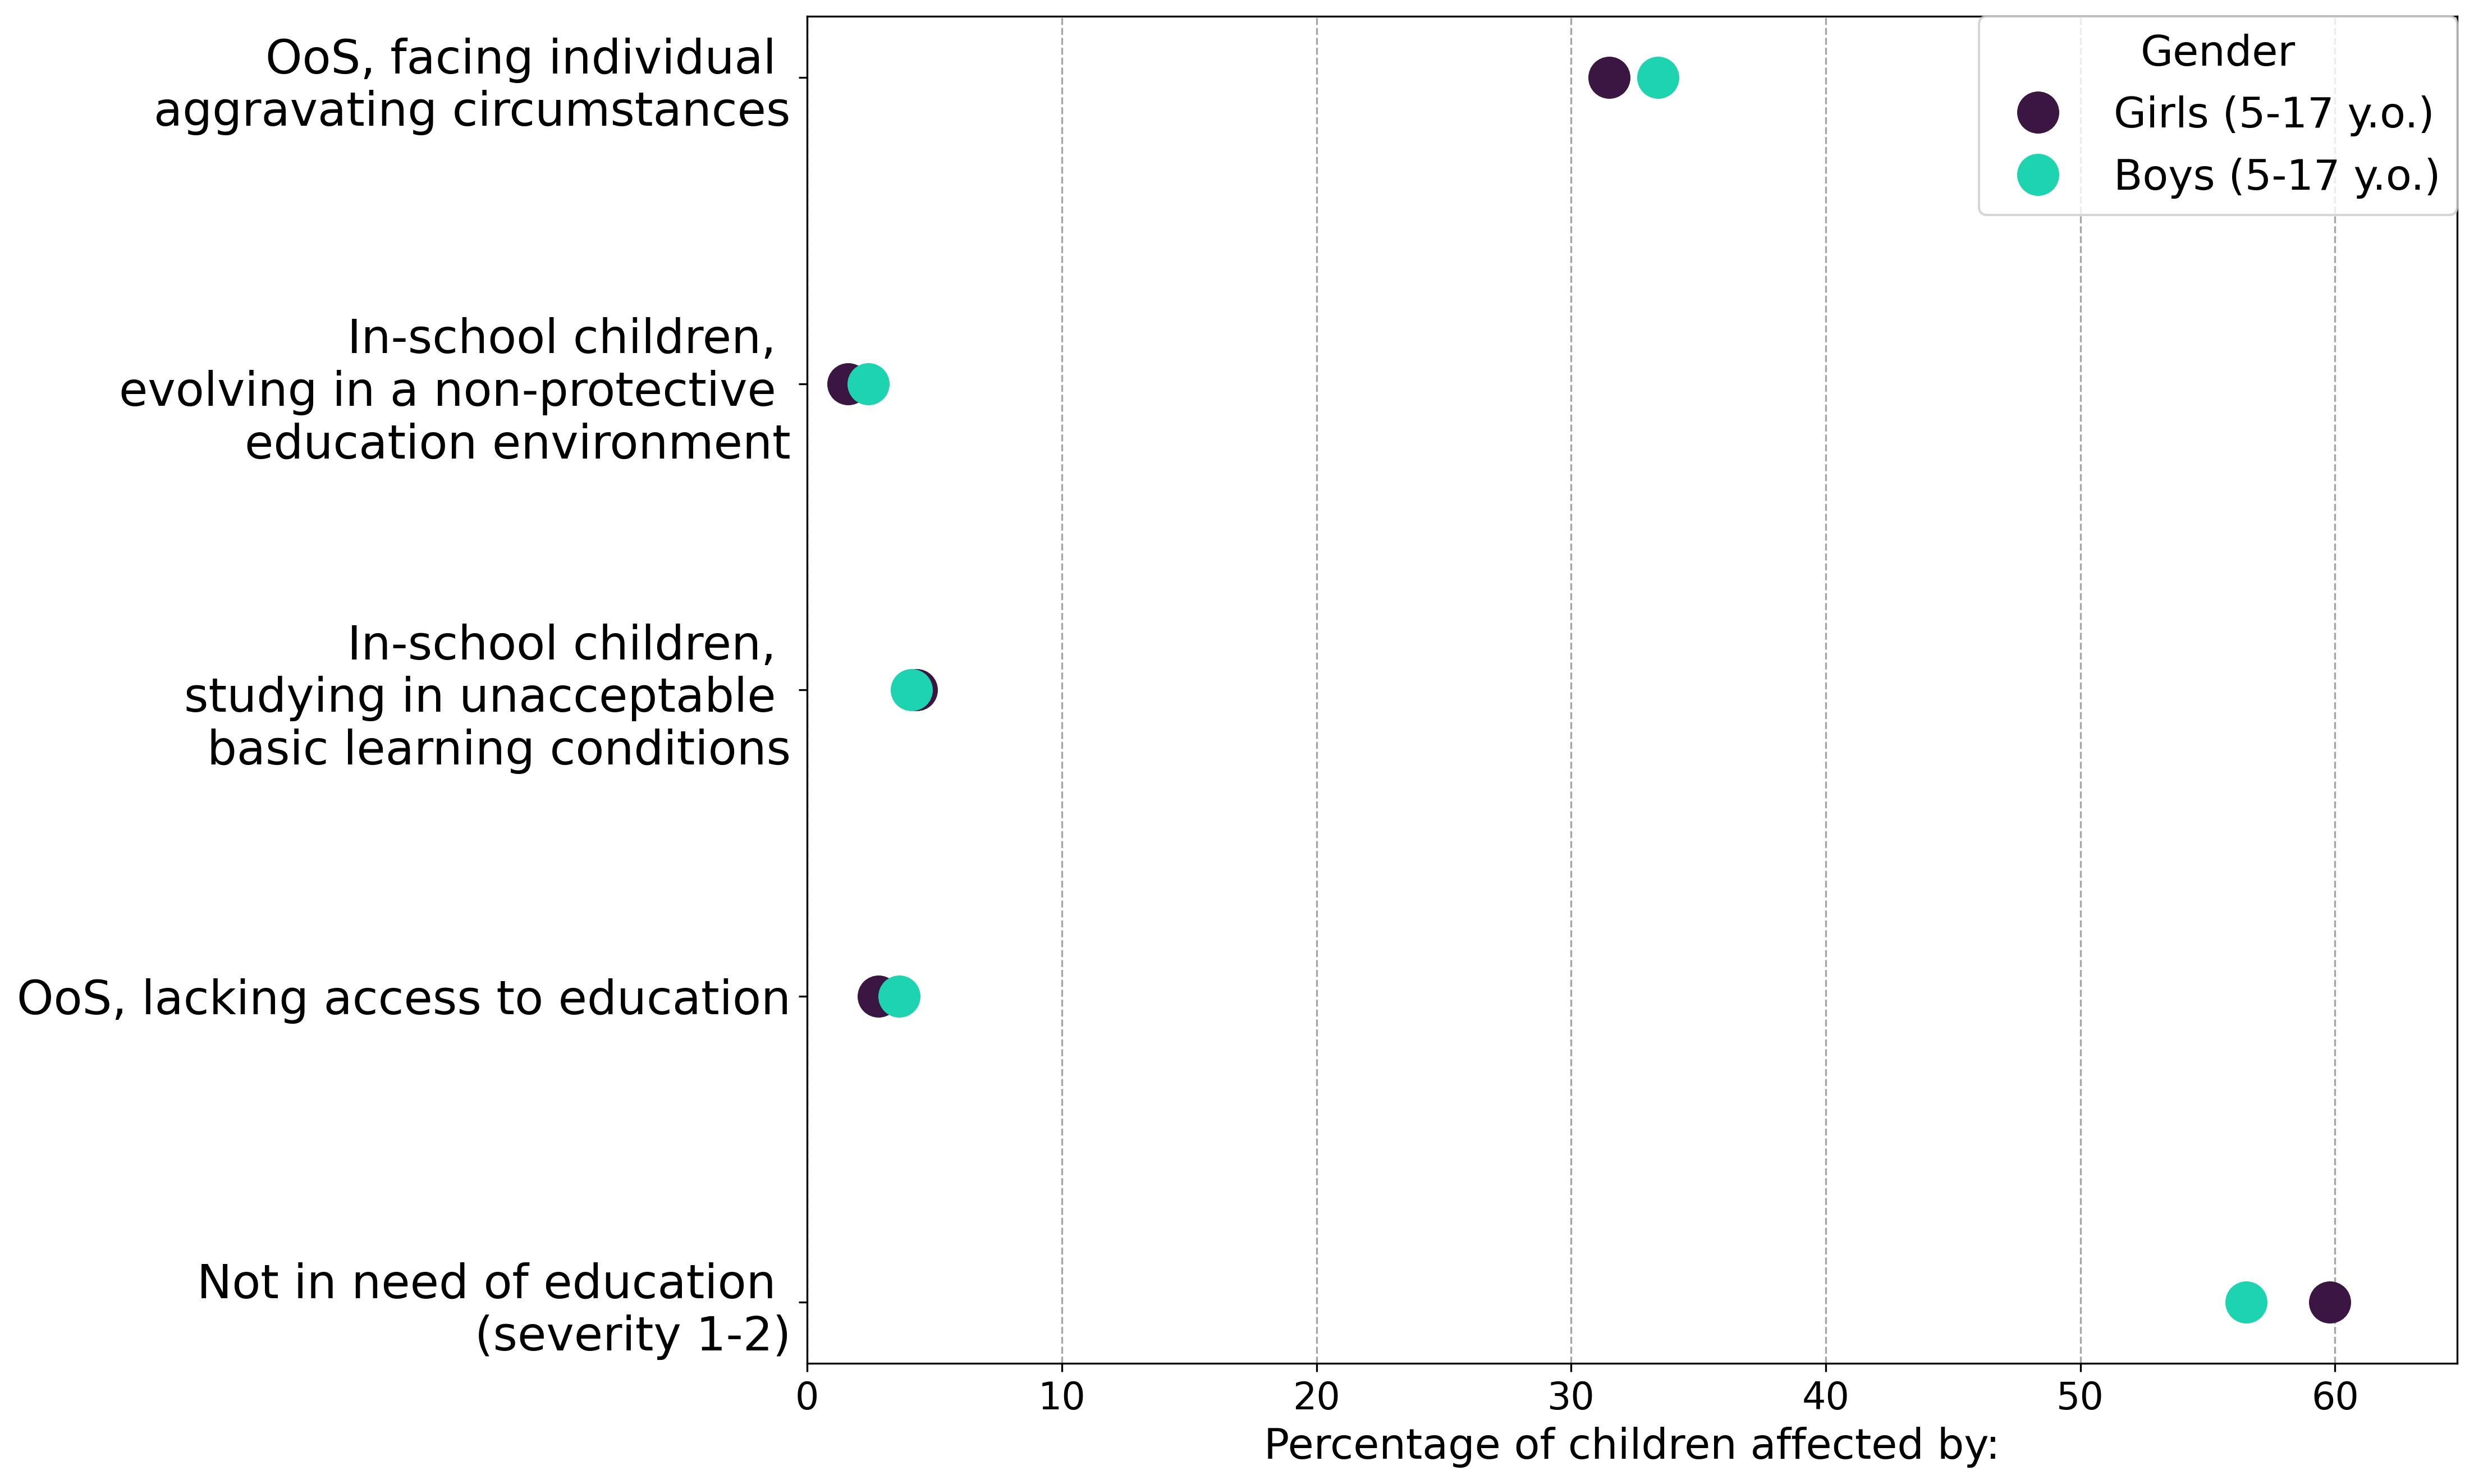 Gender
Girls (5-17 y.o.)
Boys (5-17 y.o.)
OoS, facing individual
aggravating circumstances
In-school children,
evolving in a non-protective
education environment
In-school children,
studying in unacceptable
basic learning conditions
OoS, lacking access to education
Not in need of education
(severity 1-2)
0 10 20 30 40 50 60
Percentage of children affected by: